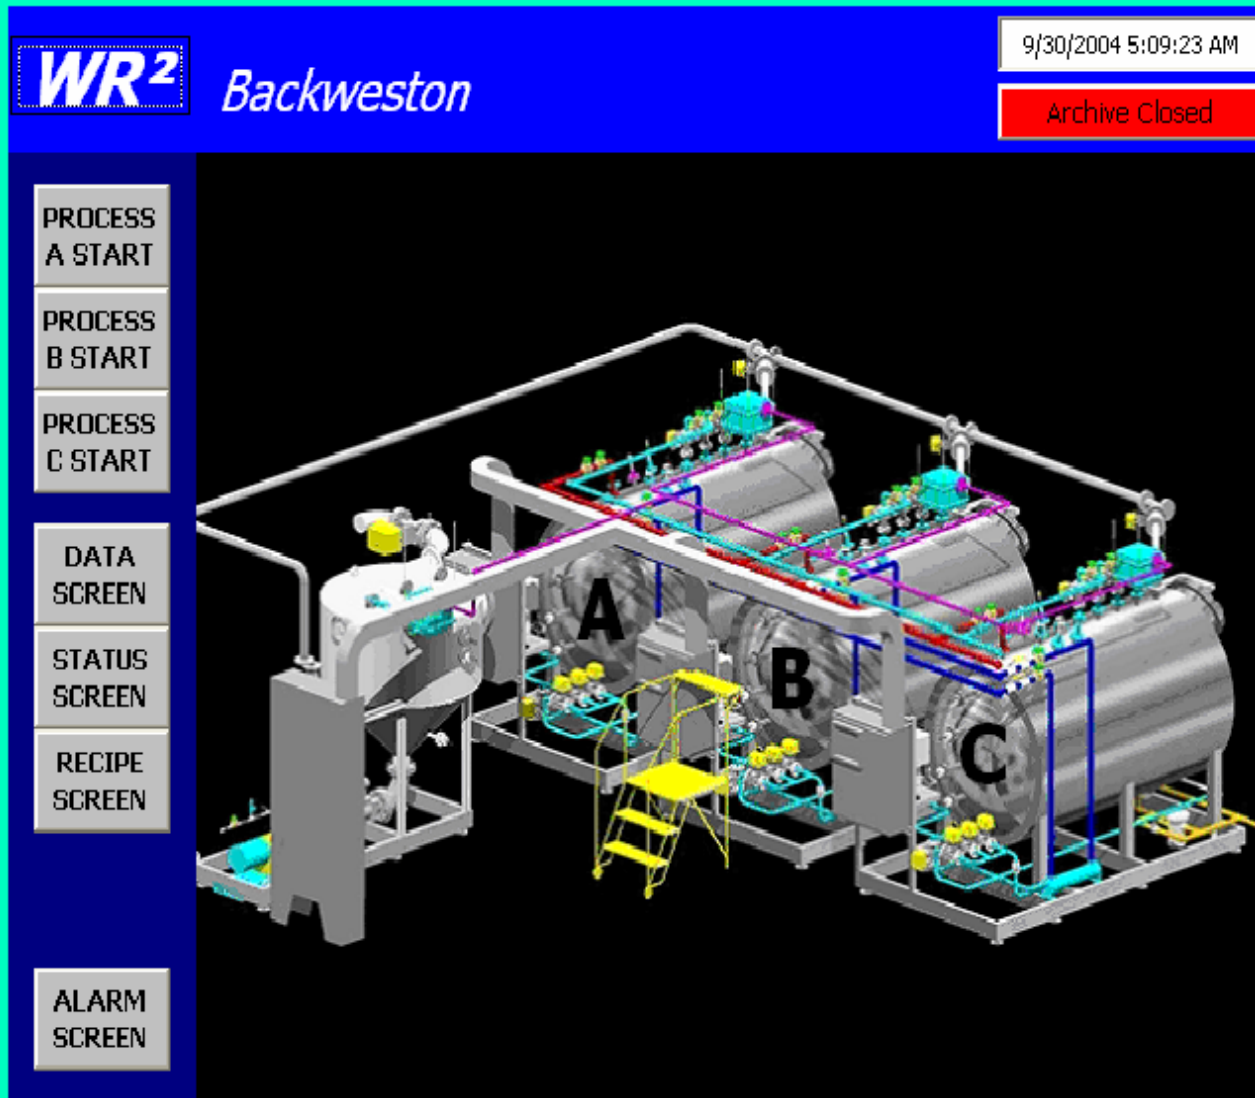 WR²
Backweston
9/30/2004 5:09:23 AM
Archive Closed
PROCESS
A START
PROCESS
B START
PROCESS
C START
DATA
SCREEN
STATUS
SCREEN
RECIPE
SCREEN
ALARM
SCREEN
A
B
C